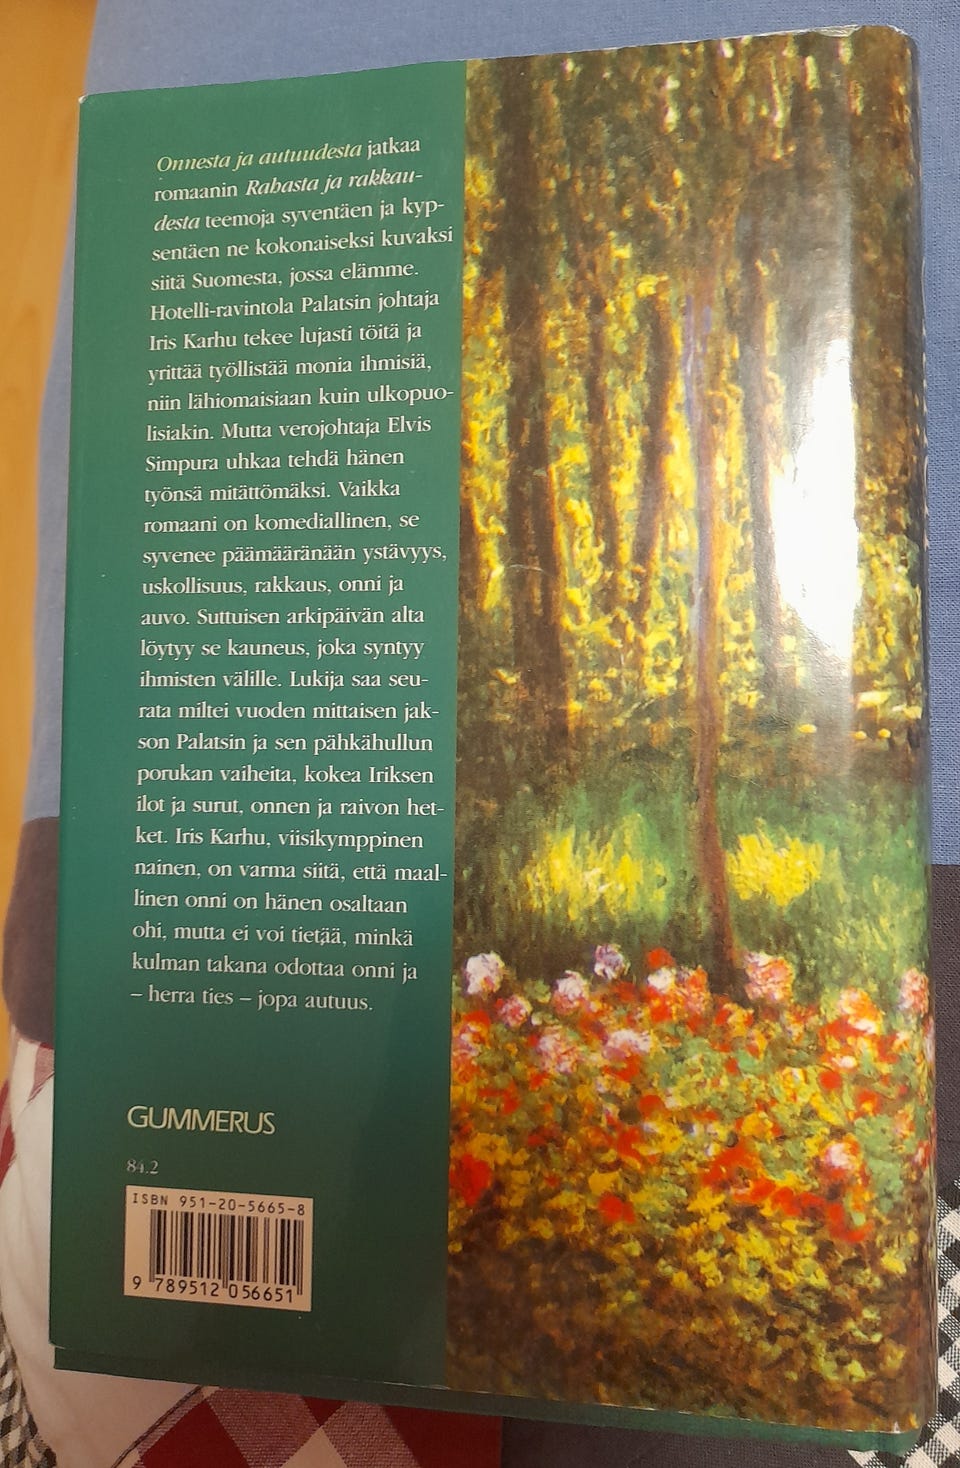 Onnesta ja autuudesta jatkaa
romaanin Rahasta ja rakkau-
desta teemoja syventäen ja kyp-
sentäen ne kokonaiseksi kuvaksi
siitä Suomesta, jossa elämme.
Hotelli-ravintola Palatsin johtaja
Iris Karhu tekee lujasti töitä ja
yrittää työllistää monia ihmisiä,
niin lähiomaisiaan kuin ulkopuo-
lisiakin. Mutta verojohtaja Elvis
Simpura uhkaa tehdä hänen
työnsä mitättömäksi. Vaikka
romaani on komediallinen, se
syvenee päämääränään ystävyys,
uskollisuus, rakkaus, onni ja
auvo. Suttuisen arkipäivän alta
löytyy se kauneus, joka syntyy
ihmisten välille. Lukija saa seu-
rata miltei vuoden mittaisen jak-
son Palatsin ja sen pähkähullun
porukan vaiheita, kokea Iriksen
ilot ja surut, onnen ja raivon het-
ket. Iris Karhu, viisikymppinen
nainen, on varma siitä, että maal-
linen onni on hänen osaltaan
ohi, mutta ei voi tietää, minkä
kulman takana odottaa onni ja
– herra ties – jopa autuus.
GUMMERUS
84.2
ISBN 951-20-5665-8
9 789512 056651